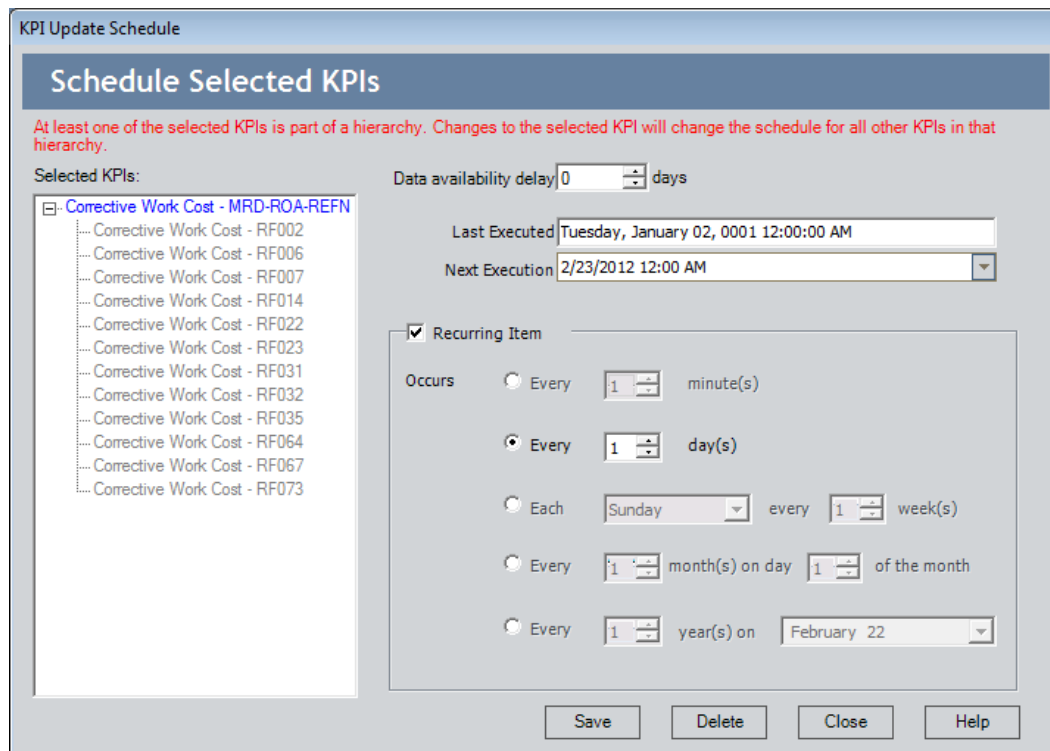 KPI Update Schedule
Schedule Selected KPIs
At least one of the selected KPIs is part of a hierarchy. Changes to the selected KPI will change the schedule for all other KPIs in that
hierarchy.
Selected KPIs:
Corrective Work Cost - MRD-ROA-REFN
Corrective Work Cost - RF002
Corrective Work Cost - RF006
Corrective Work Cost - RF007
Corrective Work Cost - RF014
Corrective Work Cost - RF022
Corrective Work Cost - RF023
Corrective Work Cost - RF031
Corrective Work Cost - RF032
Corrective Work Cost - RF035
Corrective Work Cost - RF064
Corrective Work Cost - RF067
Corrective Work Cost - RF073
Data availability delay 0 days
Last Executed Tuesday, January 02, 0001 12:00:00 AM
Next Execution 2/23/2012 12:00 AM
Recurring Item
Occurs Every 1 minute(s)
Every 1 day(s)
Each Sunday every 1 week(s)
Every 1 month(s) on day 1 of the month
Every 1 year(s) on February 22
Save Delete Close Help